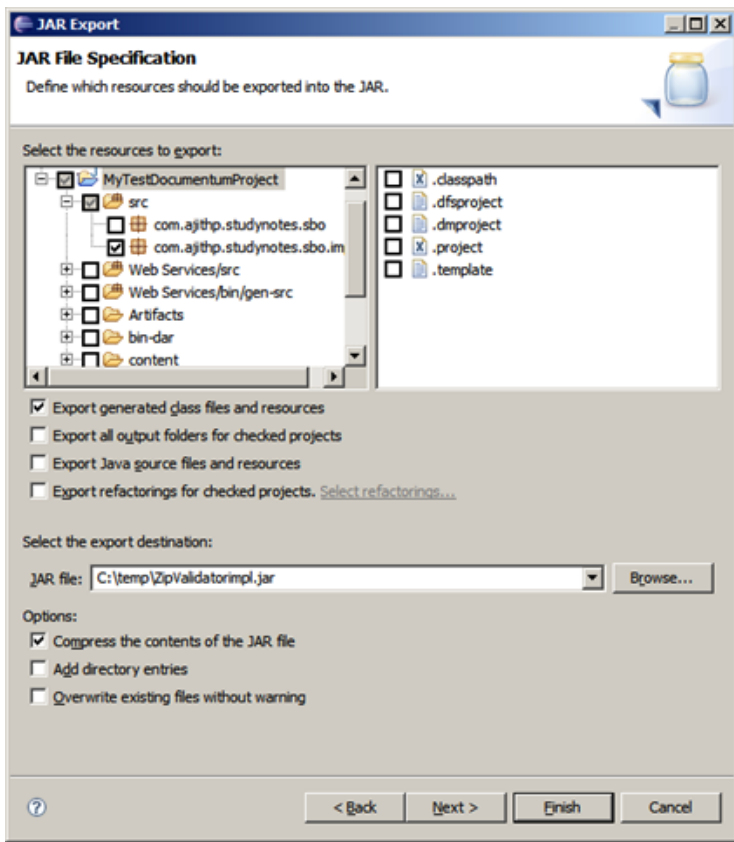 JAR Export
JAR File Specification
Define which resources should be exported into the JAR.
Select the resources to export:
MyTestDocumentumProject
src
com.ajithp.studynotes.sbo
com.ajithp.studynotes.sbo.im
Web Services/src
Web Services/bin/gen-src
Artifacts
bin-dar
content
.classpath
.dfsproject
.dmproject
.project
.template
Export generated class files and resources
Export all output folders for checked projects
Export Java source files and resources
Export refactorings for checked projects. Select refactorings...
Select the export destination:
JAR file: C:\temp\ZipValidatorimpl.jar Browse...
Options:
Compress the contents of the JAR file
Add directory entries
Overwrite existing files without warning
? < Back Next > Finish Cancel